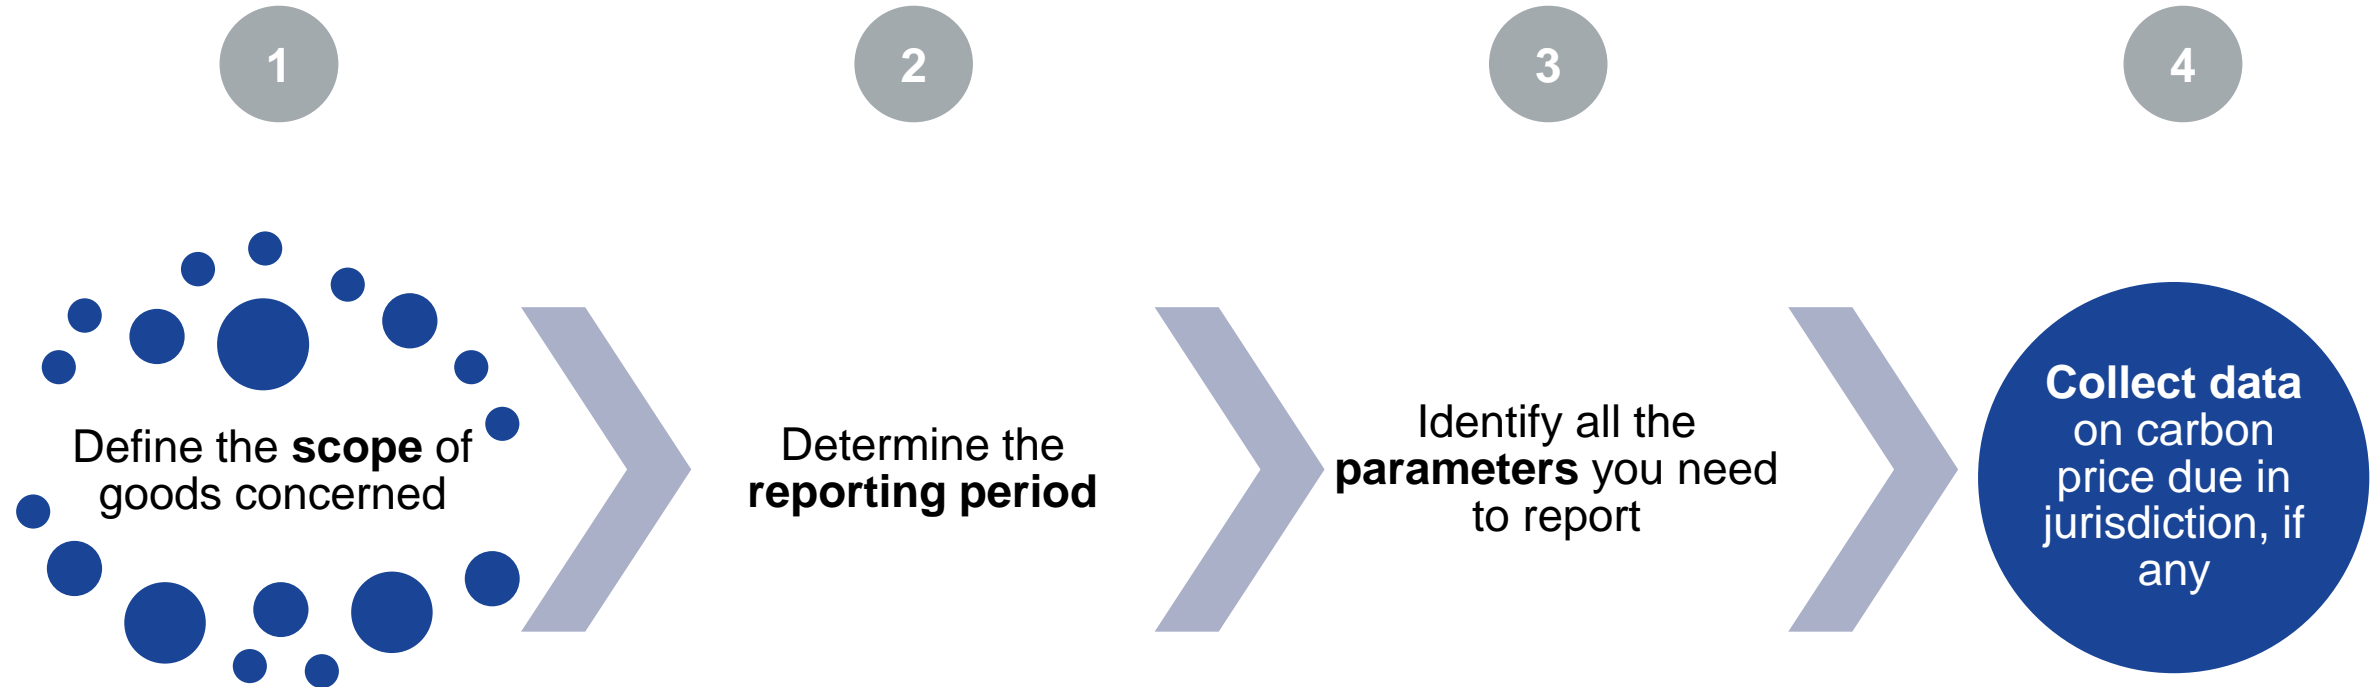 1
2
3
4
Define the scope of
goods concerned
Determine the
reporting period
Identify all the
parameters you need
to report
Collect data
on carbon
price due in
jurisdiction, if
any